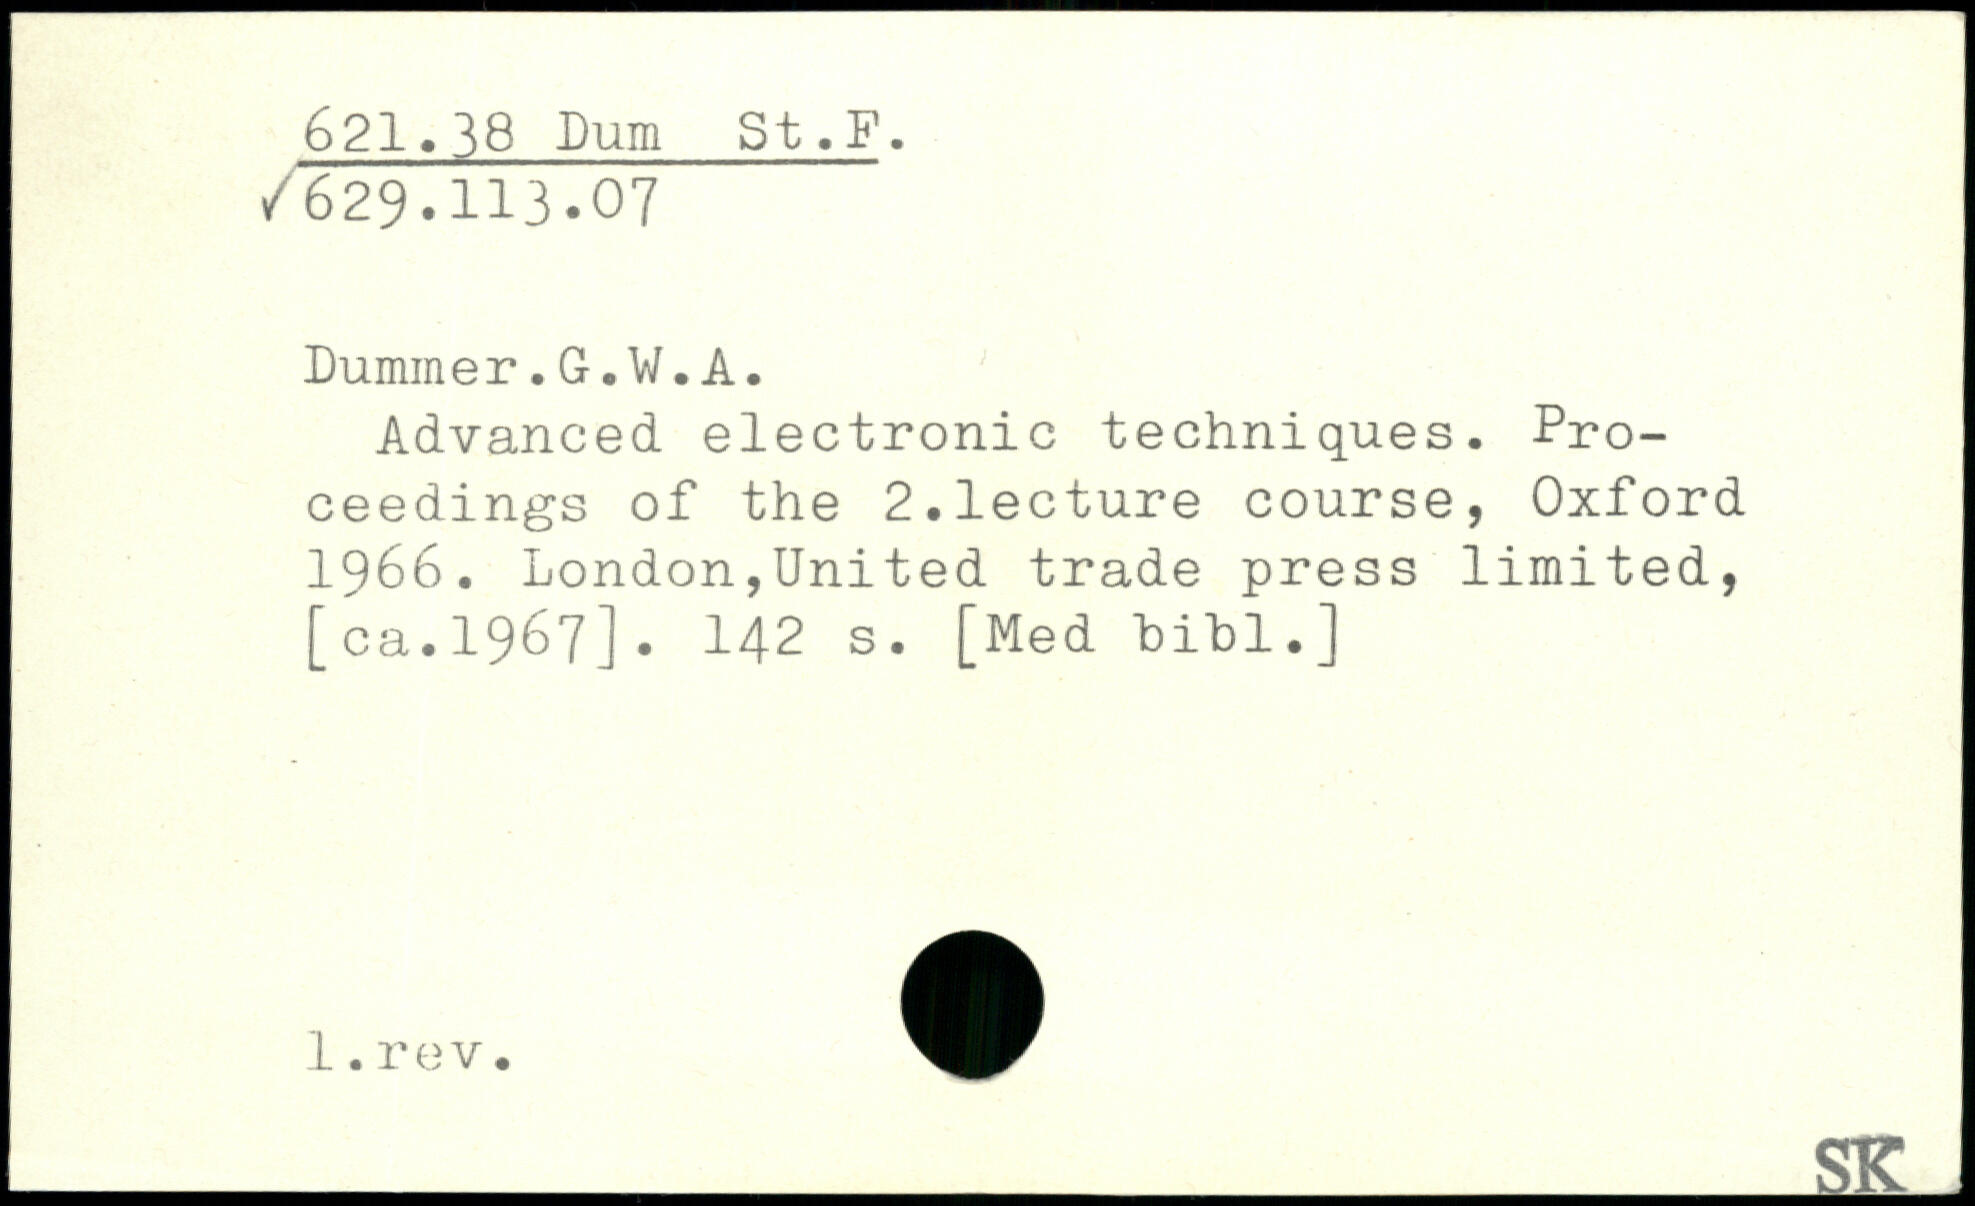 621.38 Dum St.F.
√629.113.07
Dummer.G.W.A.
Advanced electronic techniques. Pro-
ceedings of the 2.lecture course, Oxford
1966. London,United trade press limited,
[ca.1967]. 142 s. [Med bibl.]
1.rev.
SK